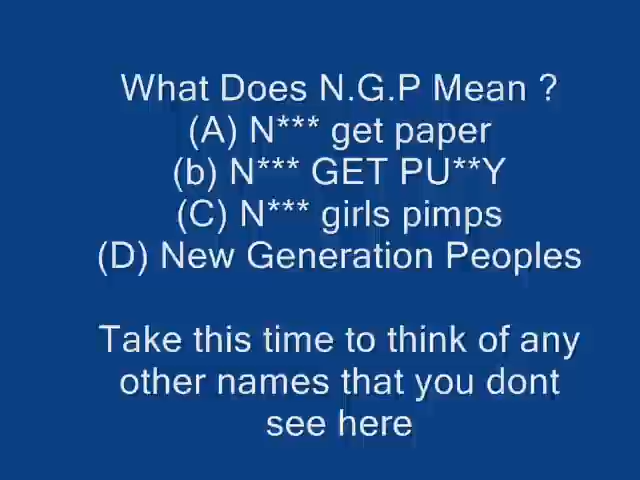 What Does N.G.P Mean ?
(A) N*** get paper
(b) N*** GET PU**Y
(C) N*** girls pimps
(D) New Generation Peoples
Take this time to think of any
other names that you dont
see here